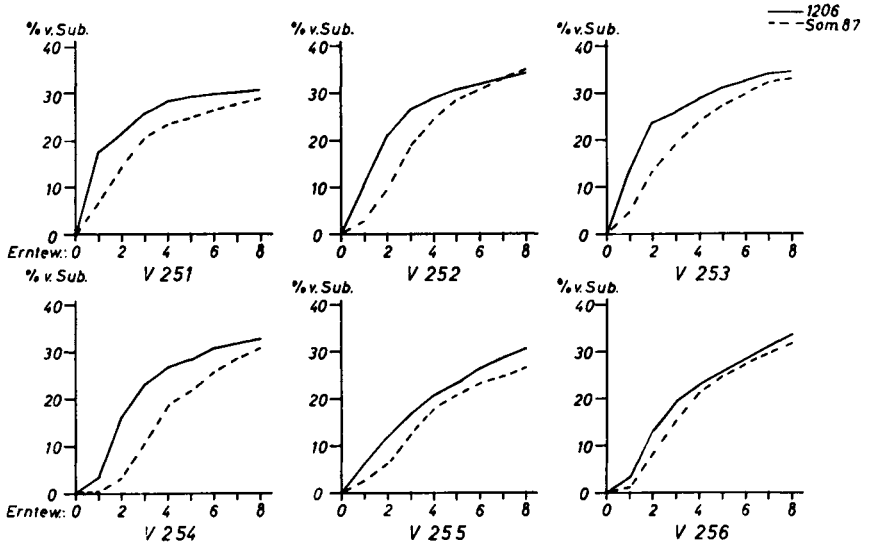 1206
Som 87
% v. Sub. % v. Sub. % v. Sub.
40 40 40
30 30 30
20 20 20
10 10 10
0 0 0
Erntew.: 0 2 4 6 8 0 2 4 6 8 0 2 4 6 8
V 251 V 252 V 253
% v. Sub. % v. Sub. % v. Sub.
40 40 40
30 30 30
20 20 20
10 10 10
0 0 0
Erntew.: 0 2 4 6 8 0 2 4 6 8 0 2 4 6 8
V 254 V 255 V 256